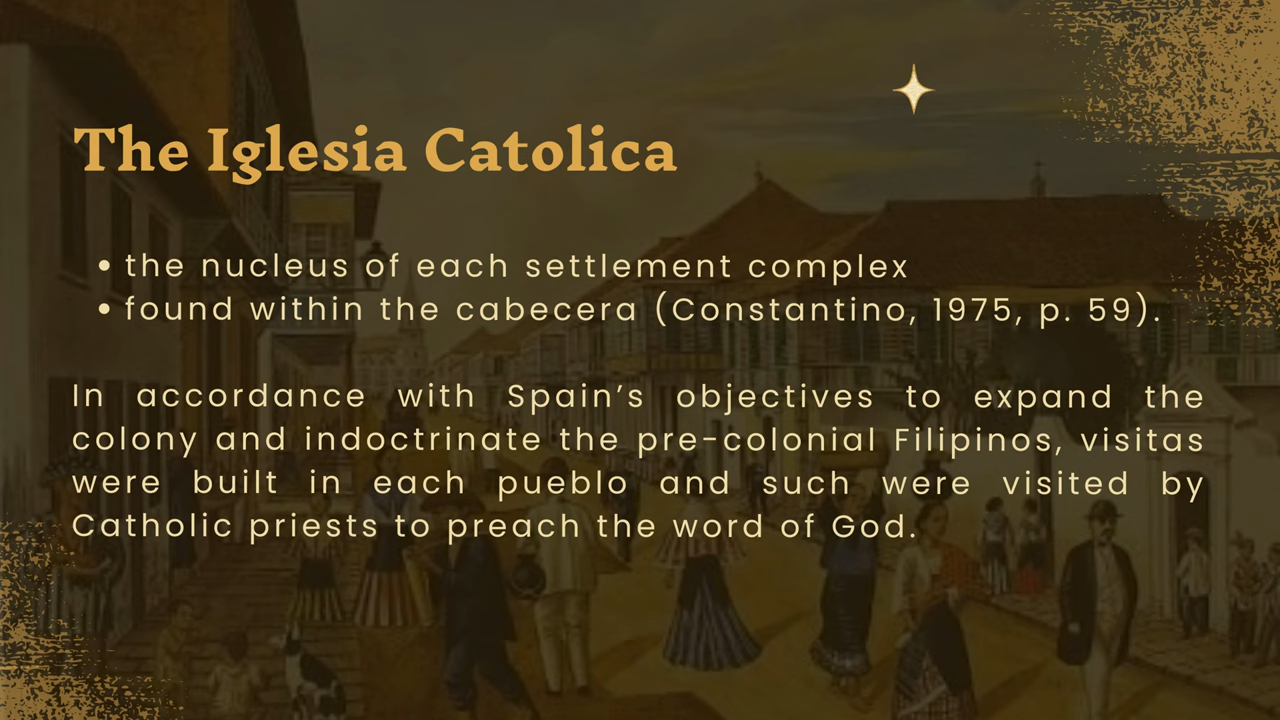 The Iglesia Catolica
• the nucleus of each settlement complex
• found within the cabecera (Constantino, 1975, p. 59).
In accordance with Spain’s objectives to expand the
colony and indoctrinate the pre-colonial Filipinos, visitas
were built in each pueblo and such were visited by
Catholic priests to preach the word of God.